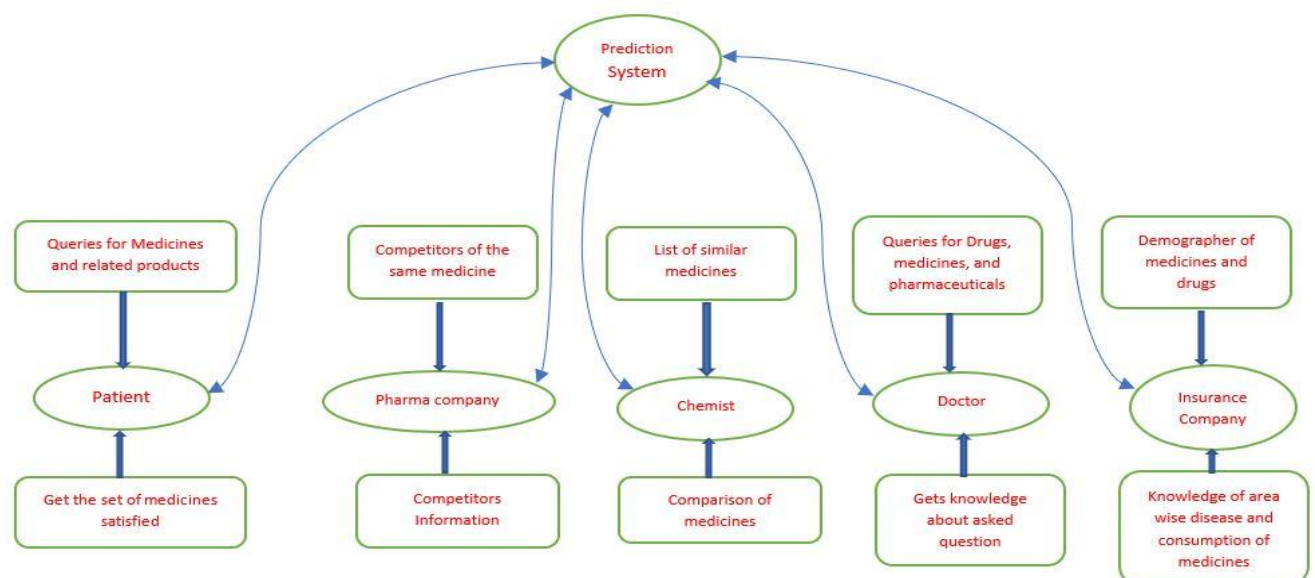 Prediction
System
Queries for Medicines
and related products
Competitors of the
same medicine
List of similar
medicines
Queries for Drugs,
medicines, and
pharmaceuticals
Demographer of
medicines and
drugs
Patient
Pharma company
Chemist
Doctor
Insurance
Company
Get the set of medicines
satisfied
Competitors
Information
Comparison of
medicines
Gets knowledge
about asked
question
Knowledge of area
wise disease and
consumption of
medicines